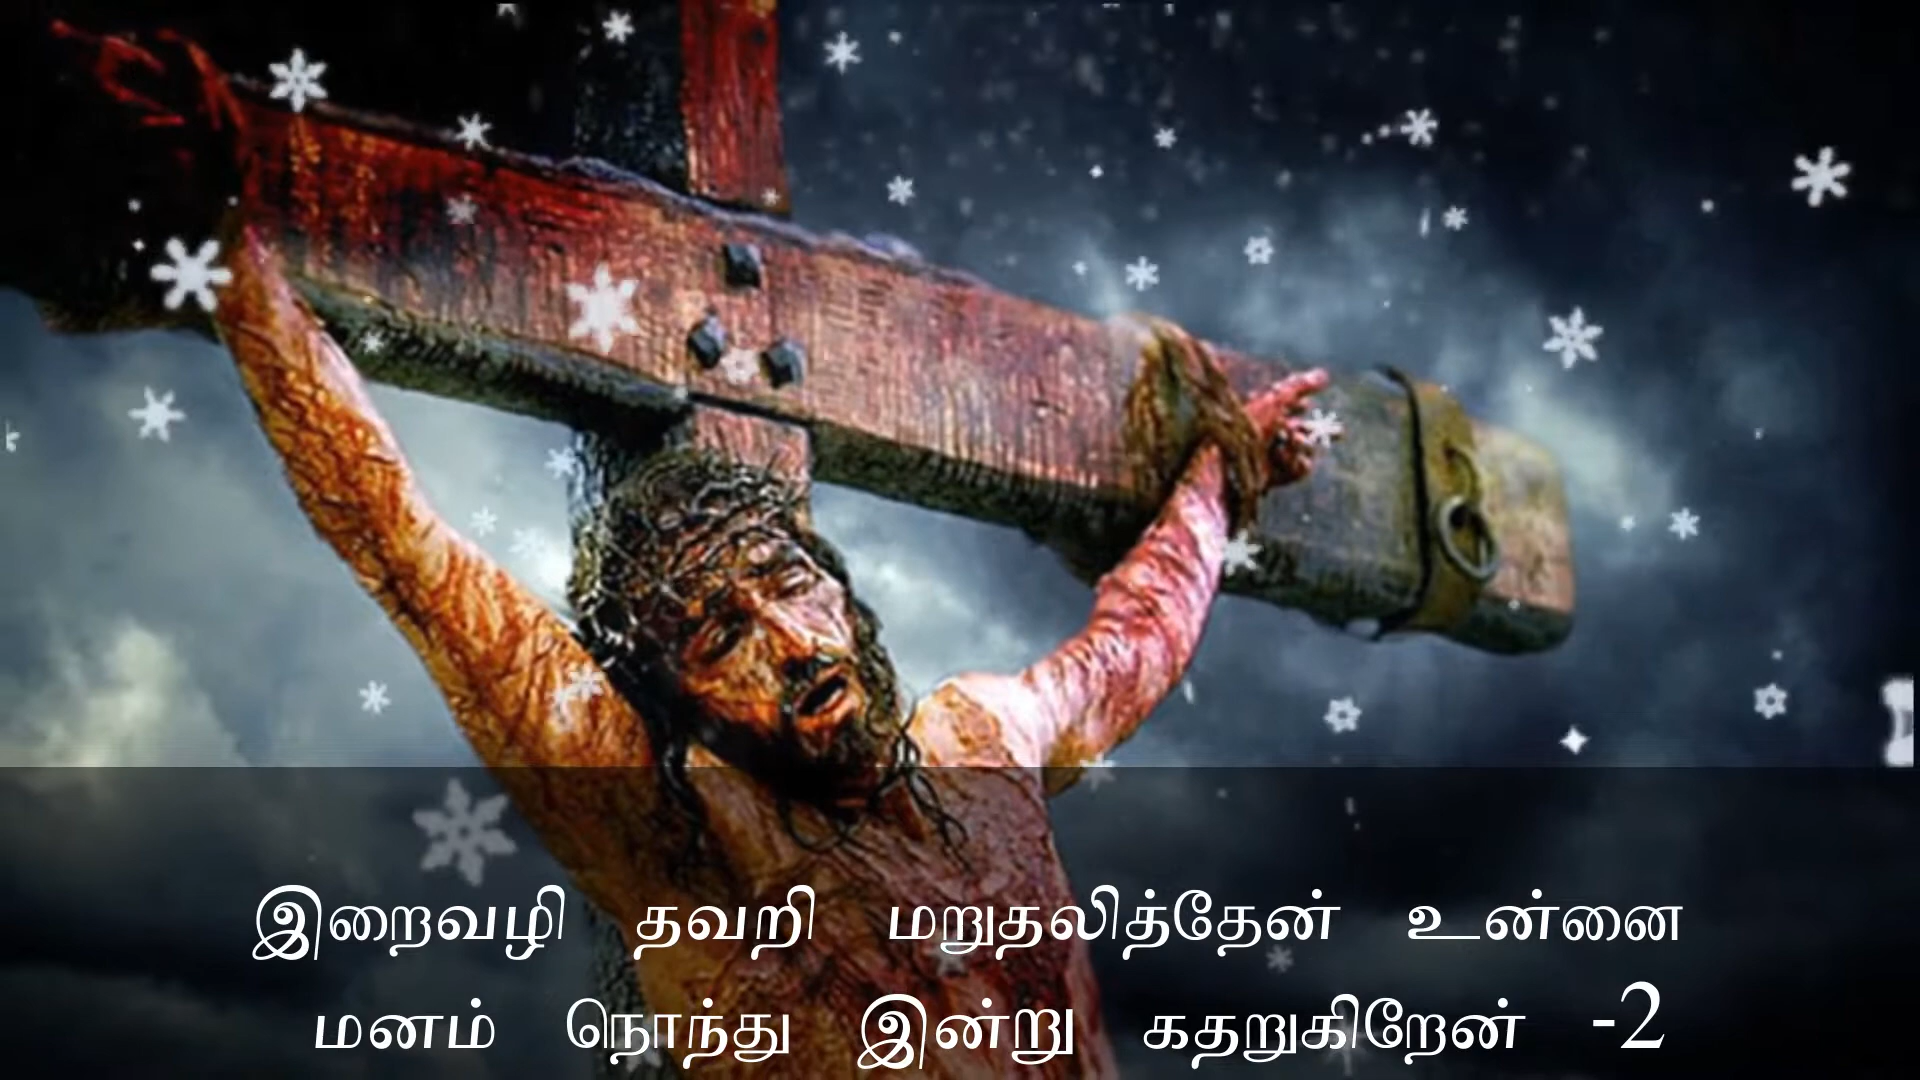 இறைவழி தவறி மறுதலித்தேன் உன்னை
மனம் நொந்து இன்று கதறுகிறேன் -2